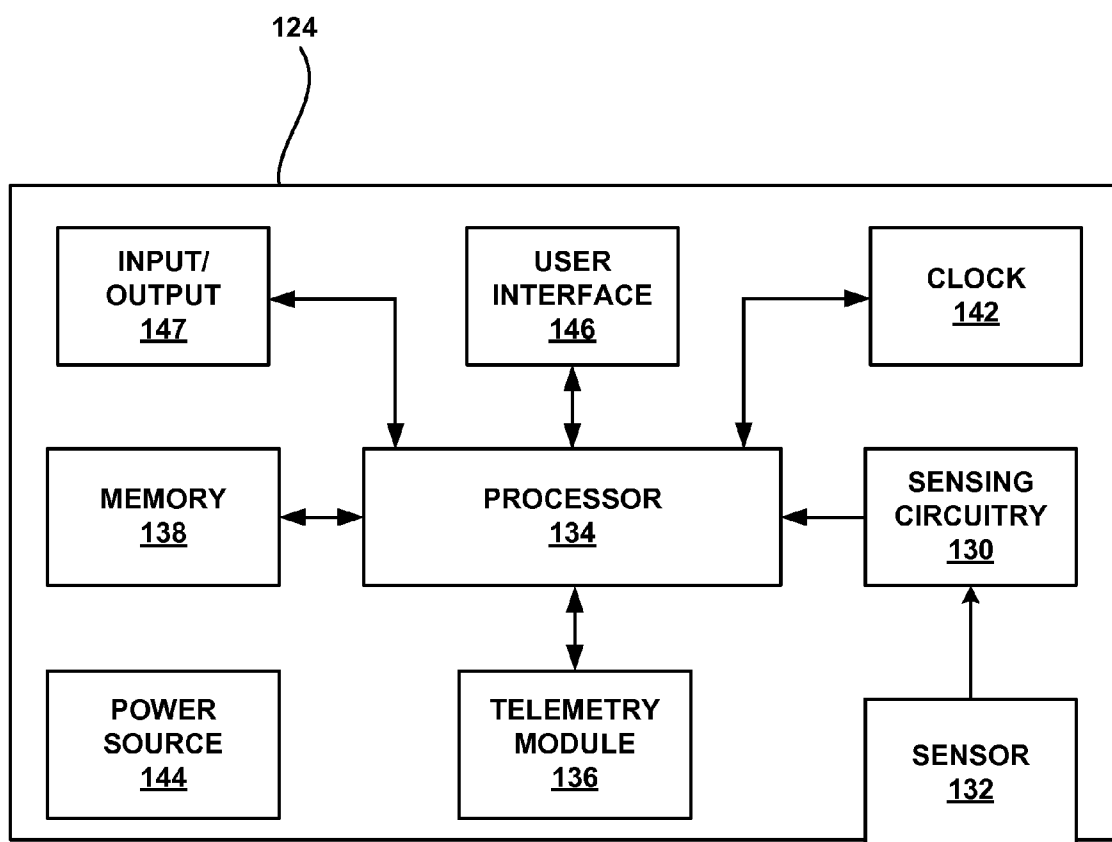 124
INPUT/
OUTPUT
147
USER
INTERFACE
146
CLOCK
142
MEMORY
138
PROCESSOR
134
SENSING
CIRCUITRY
130
POWER
SOURCE
144
TELEMETRY
MODULE
136
SENSOR
132